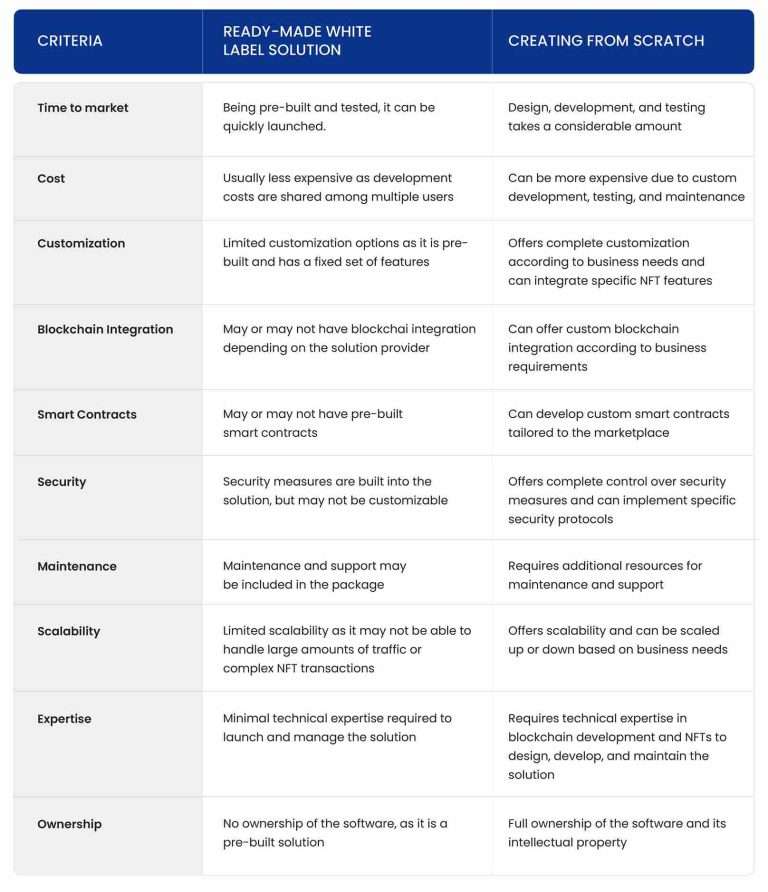 CRITERIA
READY-MADE WHITE
LABEL SOLUTION
CREATING FROM SCRATCH
Time to market
Being pre-built and tested, it can be
quickly launched.
Design, development, and testing
takes a considerable amount
Cost
Usually less expensive as development
costs are shared among multiple users
Can be more expensive due to custom
development, testing, and maintenance
Customization
Limited customization options as it is pre-
built and has a fixed set of features
Offers complete customization
according to business needs and
can integrate specific NFT features
Blockchain Integration
May or may not have blockchai integration
depending on the solution provider
Can offer custom blockchain
integration according to business
requirements
Smart Contracts
May or may not have pre-built
smart contracts
Can develop custom smart contracts
tailored to the marketplace
Security
Security measures are built into the
solution, but may not be customizable
Offers complete control over security
measures and can implement specific
security protocols
Maintenance
Maintenance and support may
be included in the package
Requires additional resources for
maintenance and support
Scalability
Limited scalability as it may not be able to
handle large amounts of traffic or
complex NFT transactions
Offers scalability and can be scaled
up or down based on business needs
Expertise
Minimal technical expertise required to
launch and manage the solution
Requires technical expertise in
blockchain development and NFTs to
design, develop, and maintain the
solution
Ownership
No ownership of the software, as it is a
pre-built solution
Full ownership of the software and its
intellectual property